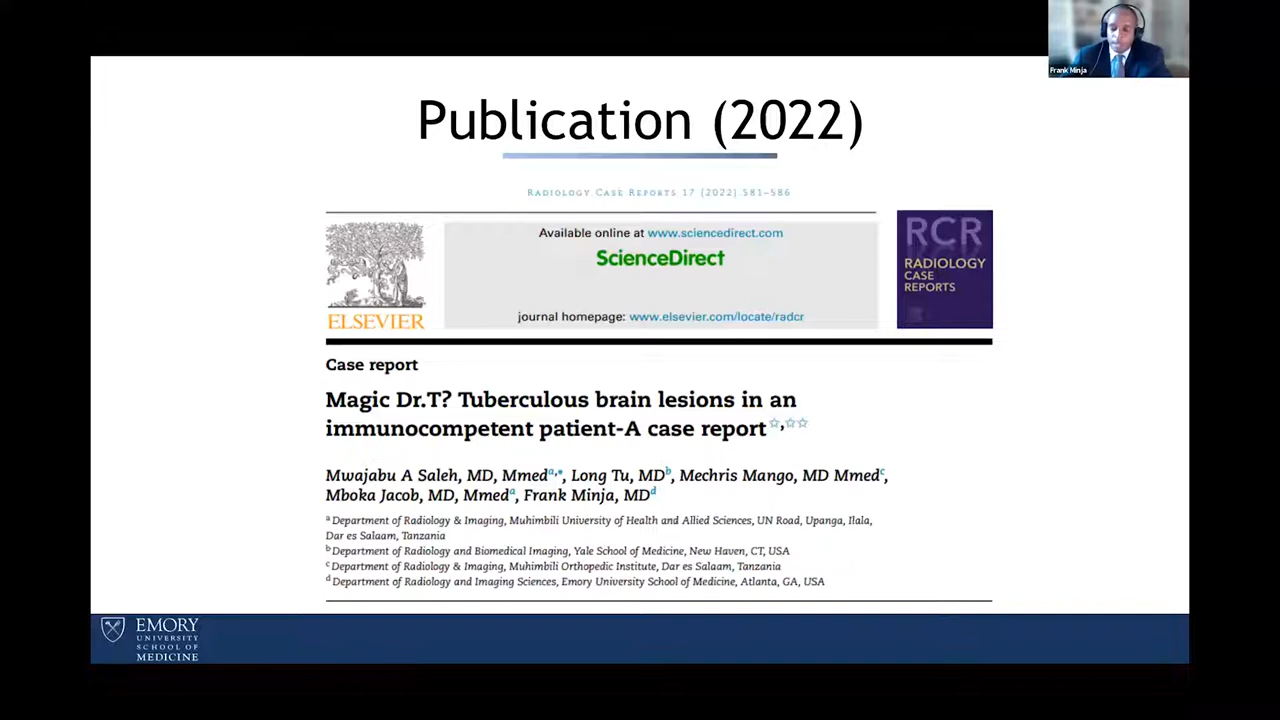 Frank Minja
Publication (2022)
RADIOLOGY CASE REPORTS 17 (2022) 581–586
Available online at www.sciencedirect.com
ScienceDirect
journal homepage: www.elsevier.com/locate/radcr
ELSEVIER
RCR
RADIOLOGY
CASE
REPORTS
Case report
Magic Dr.T? Tuberculous brain lesions in an
immunocompetent patient-A case report☆,☆☆
Mwajabu A Saleh, MD, Mmed a,*, Long Tu, MD b, Mechris Mango, MD Mmed c,
Mboka Jacob, MD, Mmed a, Frank Minja, MD d
a Department of Radiology & Imaging, Muhimbili University of Health and Allied Sciences, UN Road, Upanga, Ilala,
Dar es Salaam, Tanzania
b Department of Radiology and Biomedical Imaging, Yale School of Medicine, New Haven, CT, USA
c Department of Radiology & Imaging, Muhimbili Orthopedic Institute, Dar es Salaam, Tanzania
d Department of Radiology and Imaging Sciences, Emory University School of Medicine, Atlanta, GA, USA
EMORY
UNIVERSITY
SCHOOL OF
MEDICINE